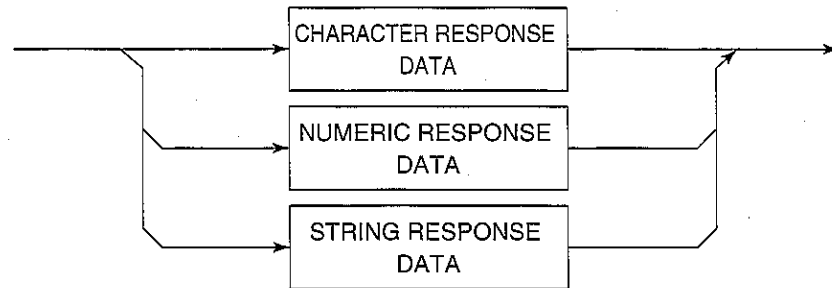 CHARACTER RESPONSE
DATA
NUMERIC RESPONSE
DATA
STRING RESPONSE
DATA